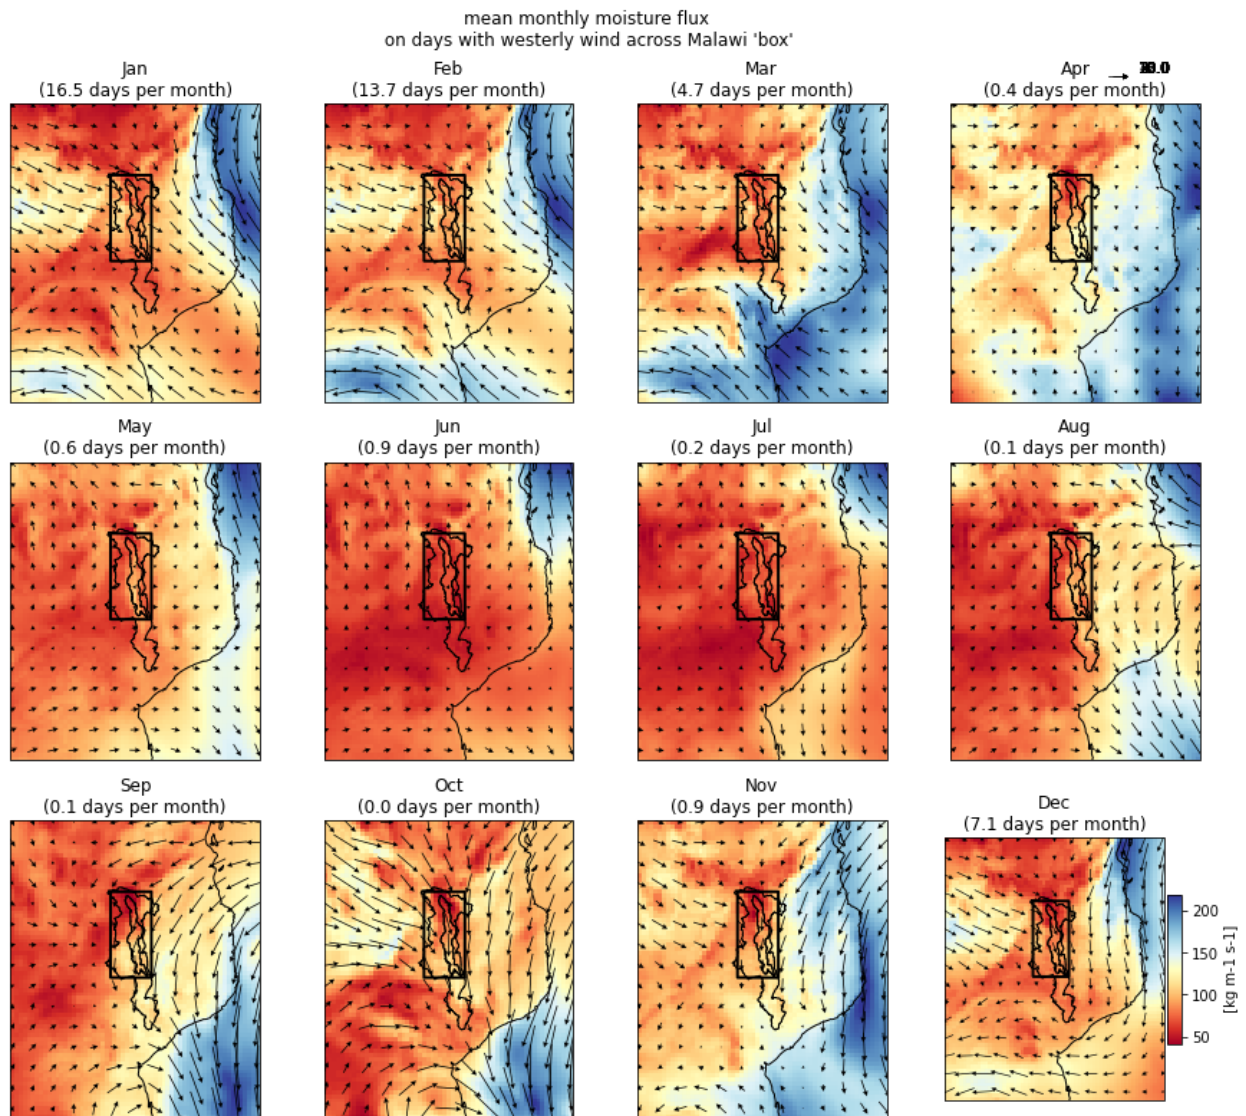 mean monthly moisture flux
on days with westerly wind across Malawi 'box'
Jan
(16.5 days per month)
Feb
(13.7 days per month)
Mar
(4.7 days per month)
Apr
(0.4 days per month)
May
(0.6 days per month)
Jun
(0.9 days per month)
Jul
(0.2 days per month)
Aug
(0.1 days per month)
Sep
(0.1 days per month)
Oct
(0.0 days per month)
Nov
(0.9 days per month)
Dec
(7.1 days per month)
200
150
100
50
[kg m-1 s-1]